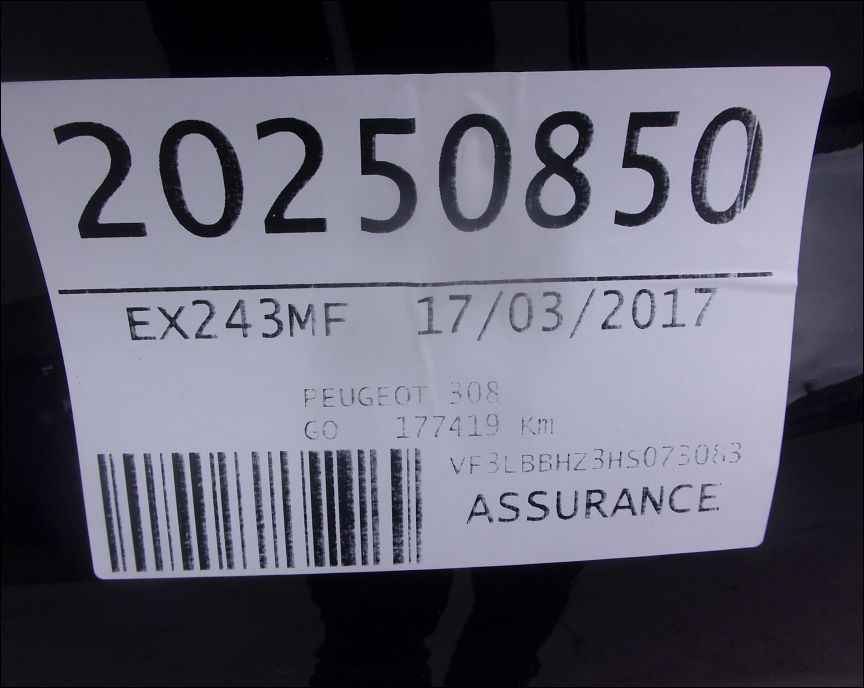 20250850
EX243MF 17/03/2017
PEUGEOT 308
GO 177419 Km
VF3LBBHZ3HS073083
ASSURANCE